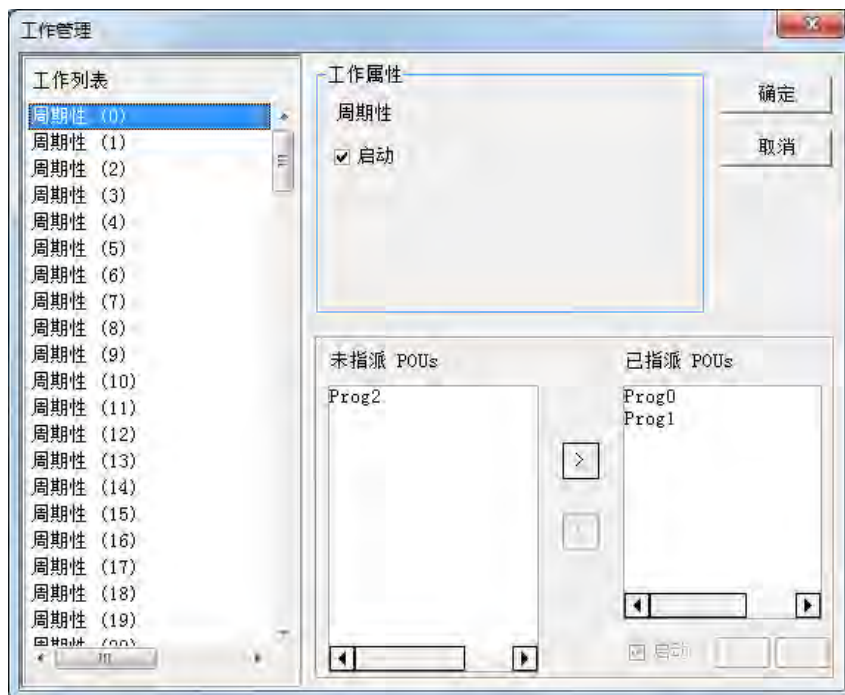 工作管理
工作列表
周期性 (0)
周期性 (1)
周期性 (2)
周期性 (3)
周期性 (4)
周期性 (5)
周期性 (6)
周期性 (7)
周期性 (8)
周期性 (9)
周期性 (10)
周期性 (11)
周期性 (12)
周期性 (13)
周期性 (14)
周期性 (15)
周期性 (16)
周期性 (17)
周期性 (18)
周期性 (19)
周期性 (20)
工作属性
周期性
启动
确定
取消
未指派 POUs
Prog2
>
已指派 POUs
Prog0
Prog1
启动